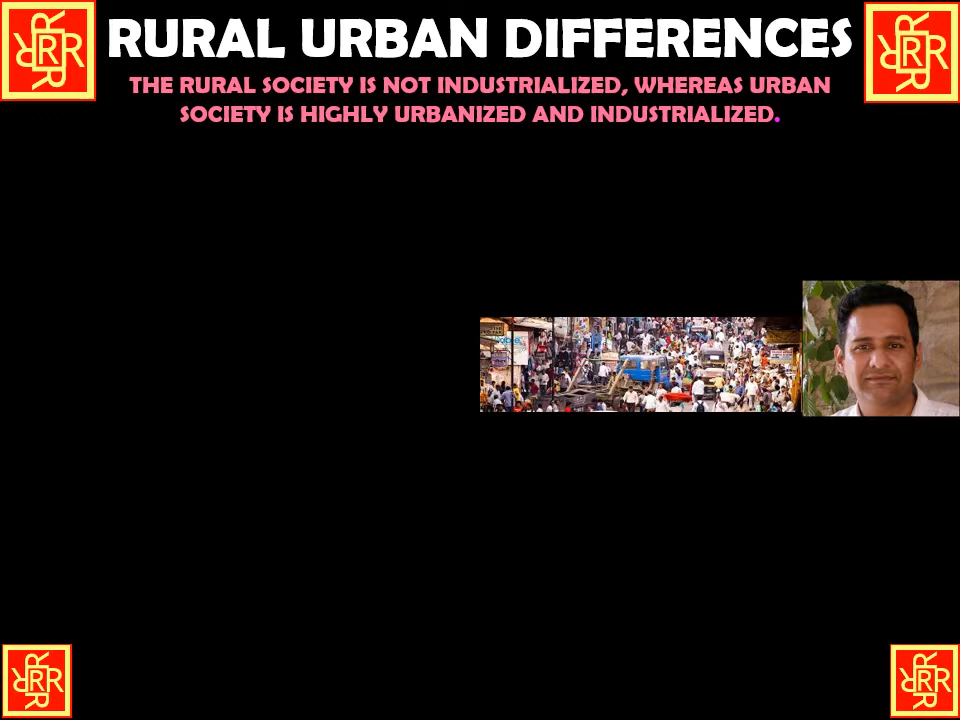 RURAL URBAN DIFFERENCES
THE RURAL SOCIETY IS NOT INDUSTRIALIZED, WHEREAS URBAN
SOCIETY IS HIGHLY URBANIZED AND INDUSTRIALIZED.